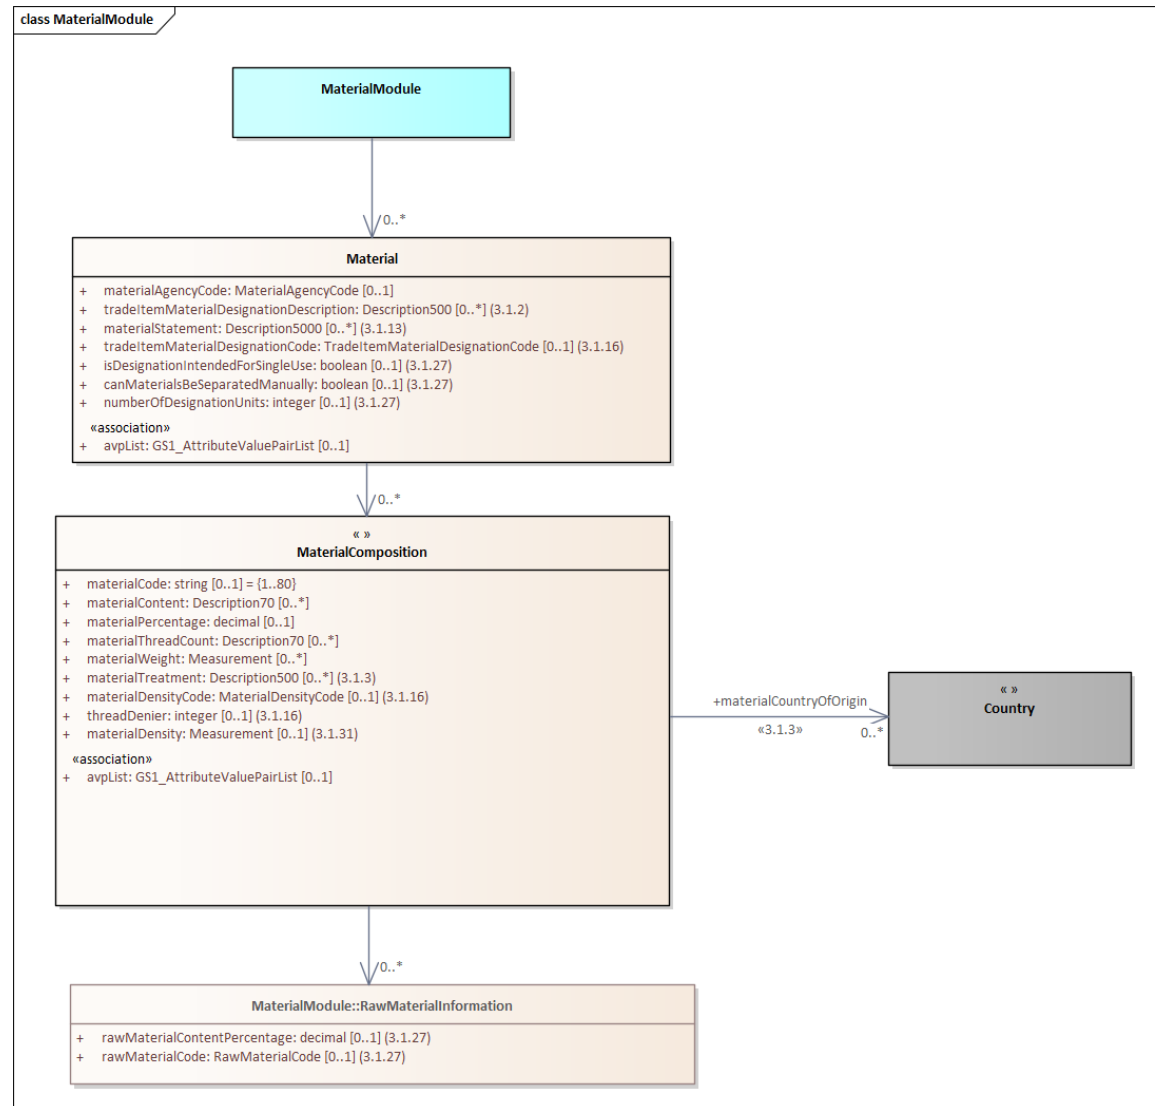 class MaterialModule
MaterialModule
0..*
Material
+ materialAgencyCode: MaterialAgencyCode [0..1]
+ tradeItemMaterialDesignationDescription: Description500 [0..*] (3.1.2)
+ materialStatement: Description5000 [0..*] (3.1.13)
+ tradeItemMaterialDesignationCode: TradeItemMaterialDesignationCode [0..1] (3.1.16)
+ isDesignationIntendedForSingleUse: boolean [0..1] (3.1.27)
+ canMaterialsBeSeparatedManually: boolean [0..1] (3.1.27)
+ numberOfDesignationUnits: integer [0..1] (3.1.27)
«association»
+ avpList: GS1_AttributeValuePairList [0..1]
0..*
« »
MaterialComposition
+ materialCode: string [0..1] = {1..80}
+ materialContent: Description70 [0..*]
+ materialPercentage: decimal [0..1]
+ materialThreadCount: Description70 [0..*]
+ materialWeight: Measurement [0..*]
+ materialTreatment: Description500 [0..*] (3.1.3)
+ materialDensityCode: MaterialDensityCode [0..1] (3.1.16)
+ threadDenier: integer [0..1] (3.1.16)
+ materialDensity: Measurement [0..1] (3.1.31)
«association»
+ avpList: GS1_AttributeValuePairList [0..1]
+materialCountryOfOrigin
«3.1.3»
0..*
« »
Country
0..*
MaterialModule::RawMaterialInformation
+ rawMaterialContentPercentage: decimal [0..1] (3.1.27)
+ rawMaterialCode: RawMaterialCode [0..1] (3.1.27)